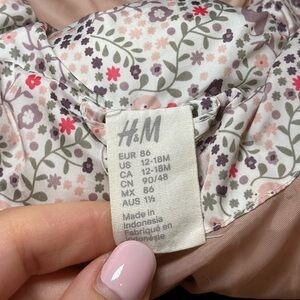 H&M
EUR 86
US 12-18M
CA 12-18M
CN 90/48
MX 86
AUS 1½
Made in
Indonesia
Fabriqué en
Indonésie